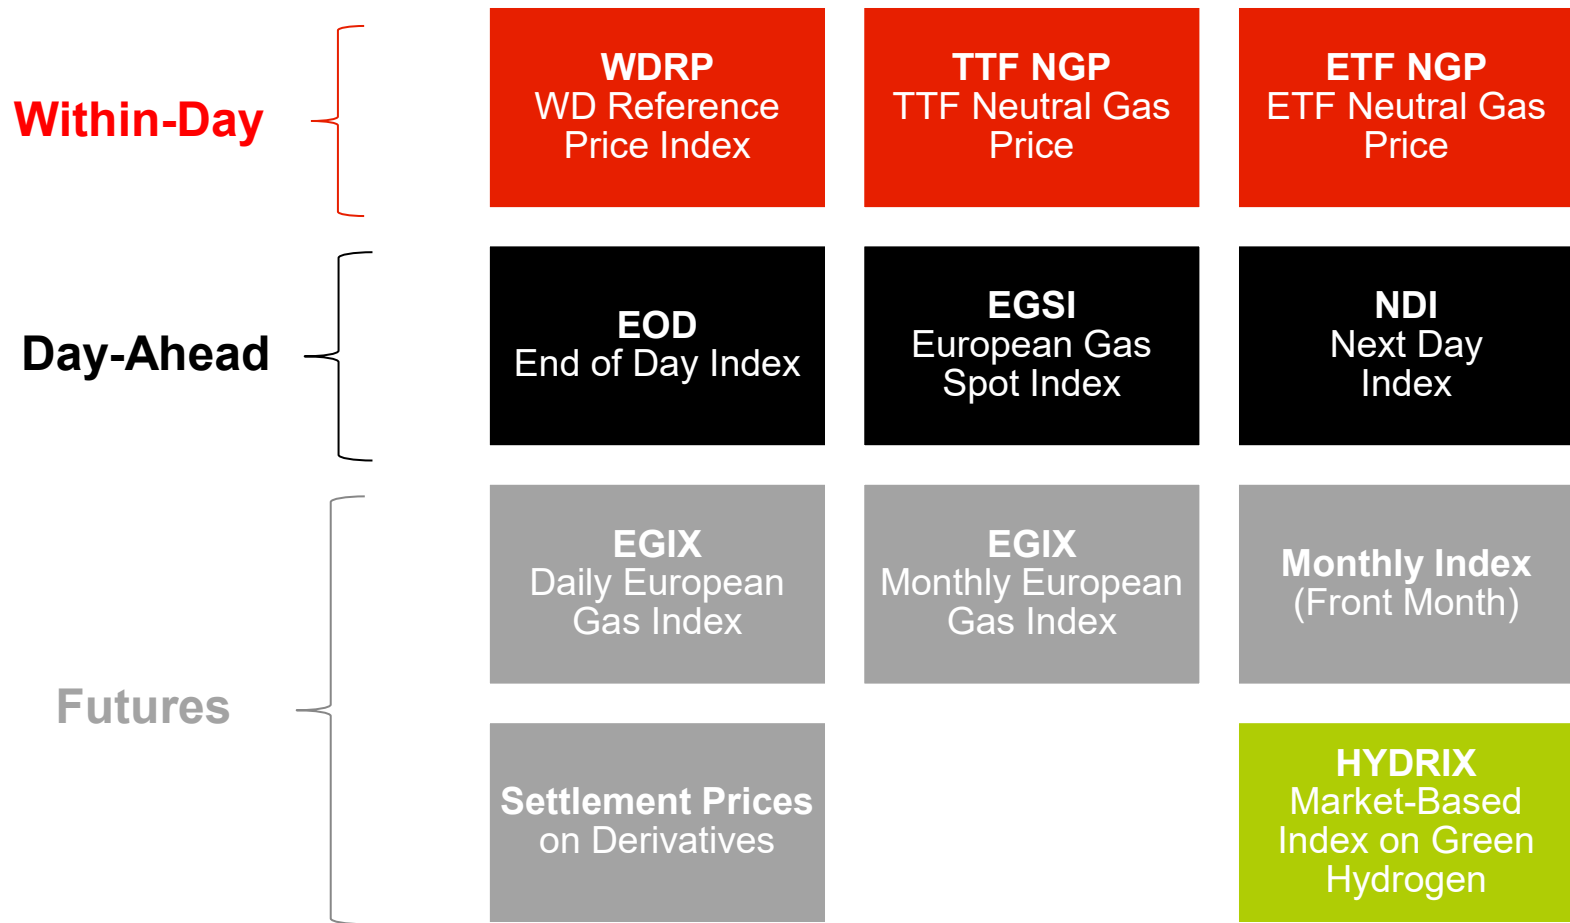 Within-Day
WDRP
WD Reference
Price Index
TTF NGP
TTF Neutral Gas
Price
ETF NGP
ETF Neutral Gas
Price
Day-Ahead
EOD
End of Day Index
EGSI
European Gas
Spot Index
NDI
Next Day
Index
Futures
EGIX
Daily European
Gas Index
EGIX
Monthly European
Gas Index
Monthly Index
(Front Month)
Settlement Prices
on Derivatives
HYDRIX
Market-Based
Index on Green
Hydrogen